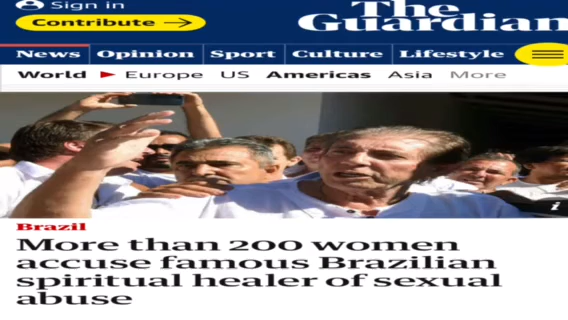 Sign in
Contribute →
The Guardian
News Opinion Sport Culture Lifestyle
World Europe US Americas Asia More
i
Brazil
More than 200 women
accuse famous Brazilian
spiritual healer of sexual
abuse